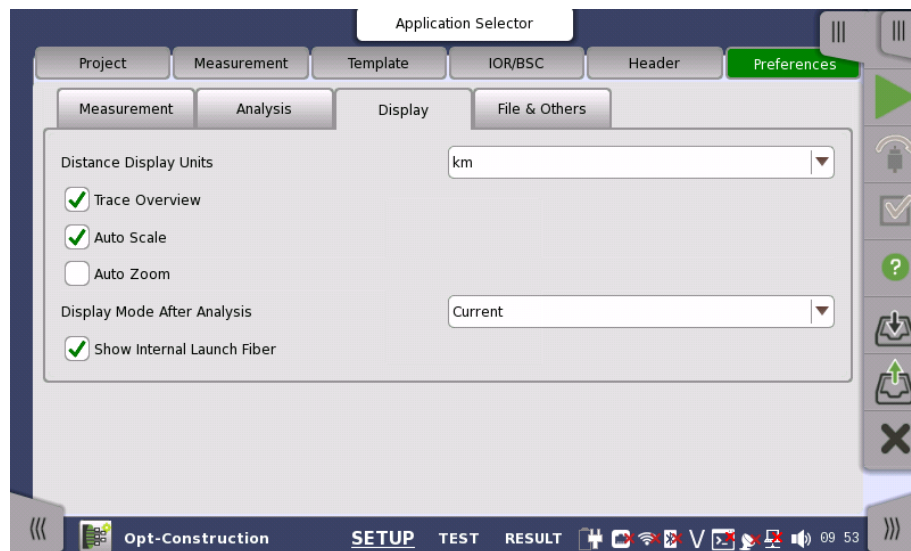 Application Selector
Project Measurement Template IOR/BSC Header Preferences
Measurement Analysis Display File & Others
Distance Display Units km
Trace Overview
Auto Scale
Auto Zoom
Display Mode After Analysis Current
Show Internal Launch Fiber
Opt-Construction SETUP TEST RESULT 09 53